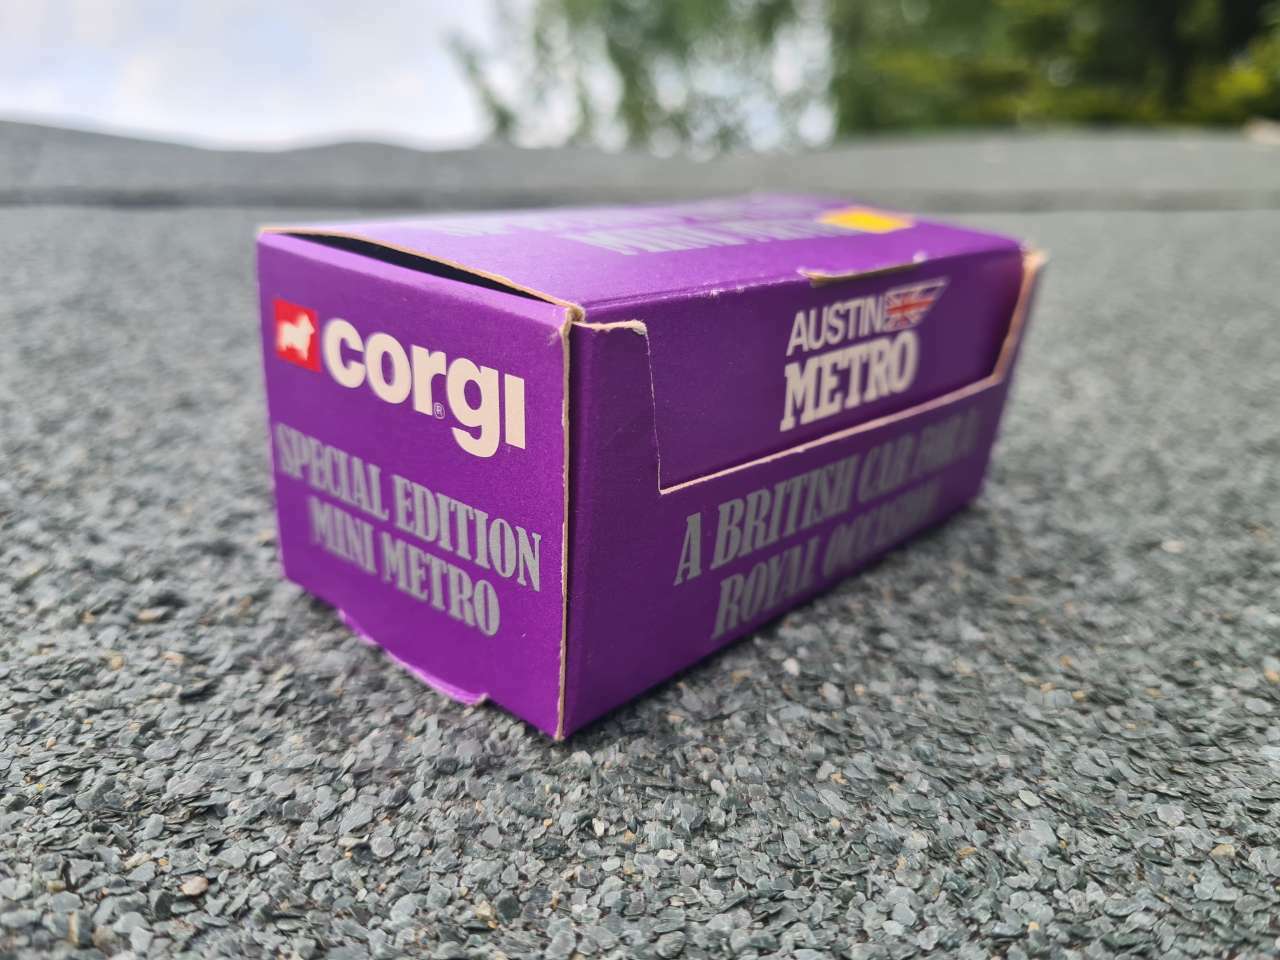 corgi
®
SPECIAL EDITION
MINI METRO
AUSTIN
METRO
A BRITISH CAR FOR A
ROYAL OCCASION